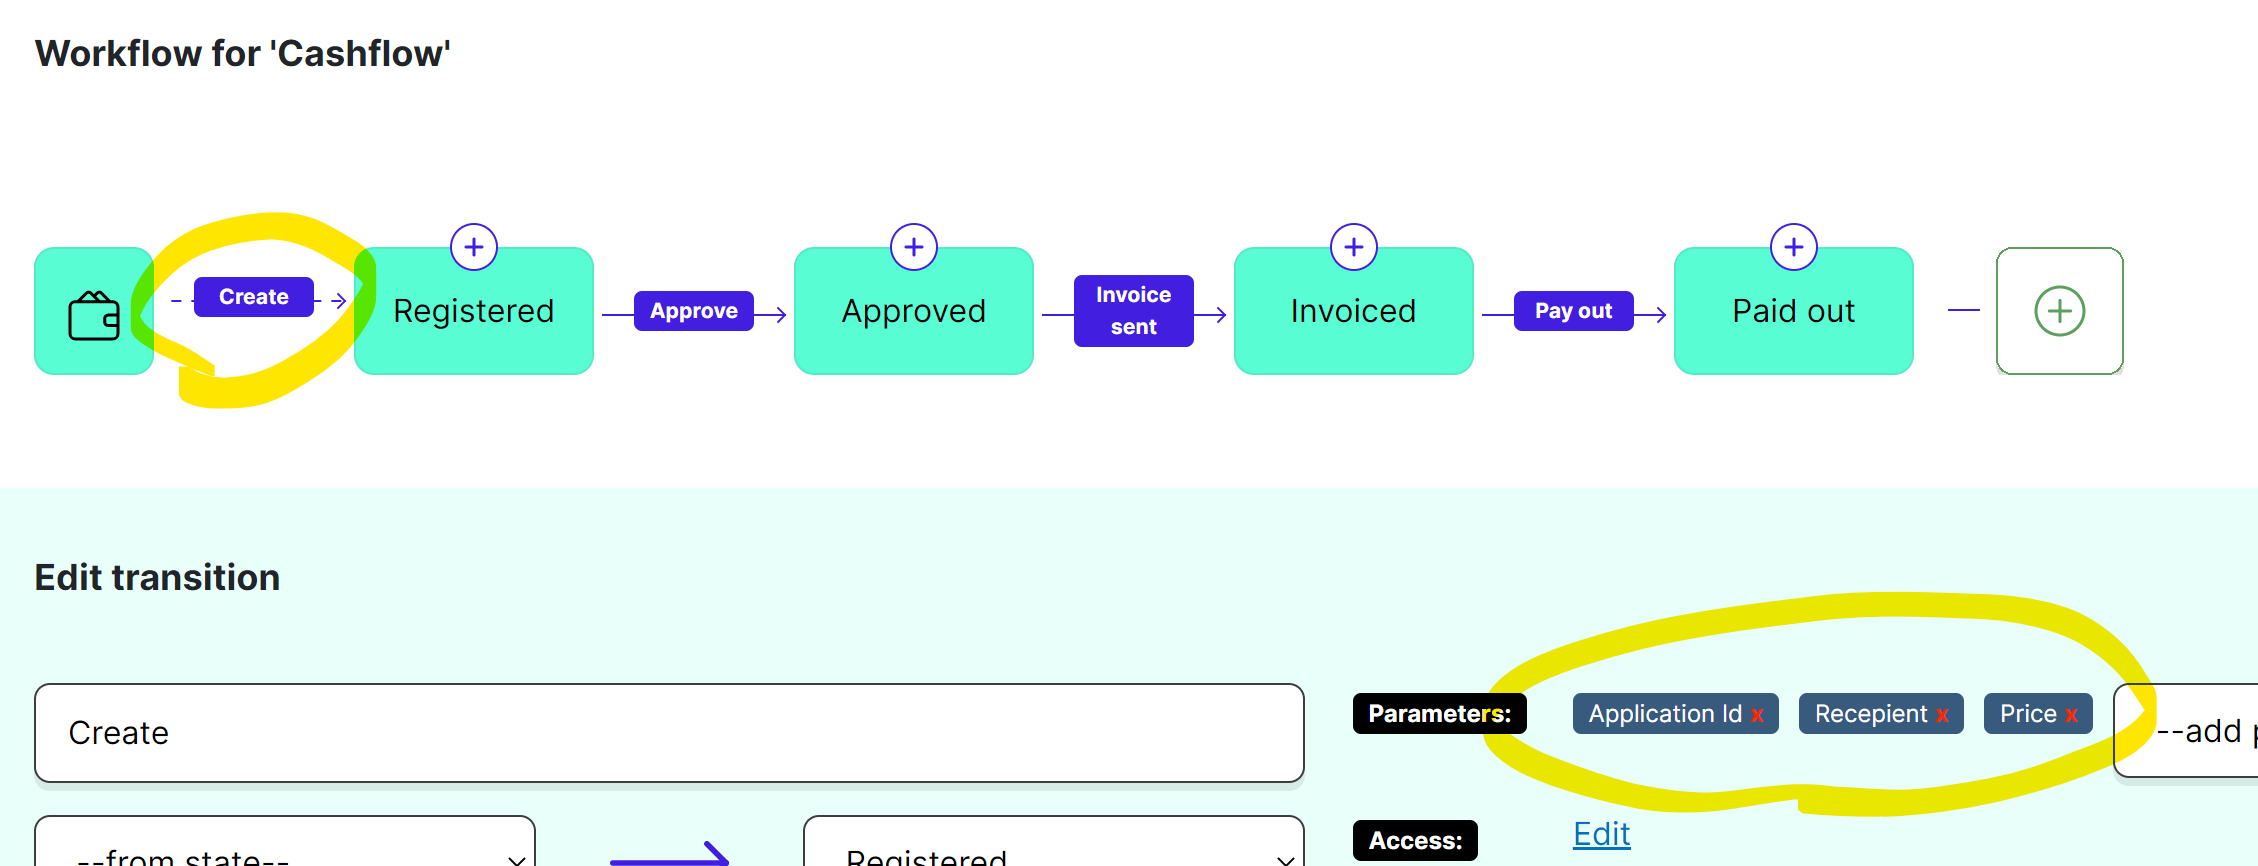 Workflow for 'Cashflow'
Create
Registered
Approve
Approved
Invoice
sent
Invoiced
Pay out
Paid out
Edit transition
Create
Parameters:
Application Id x
Recepient x
Price x
--add
--from state--
Registered
Access:
Edit